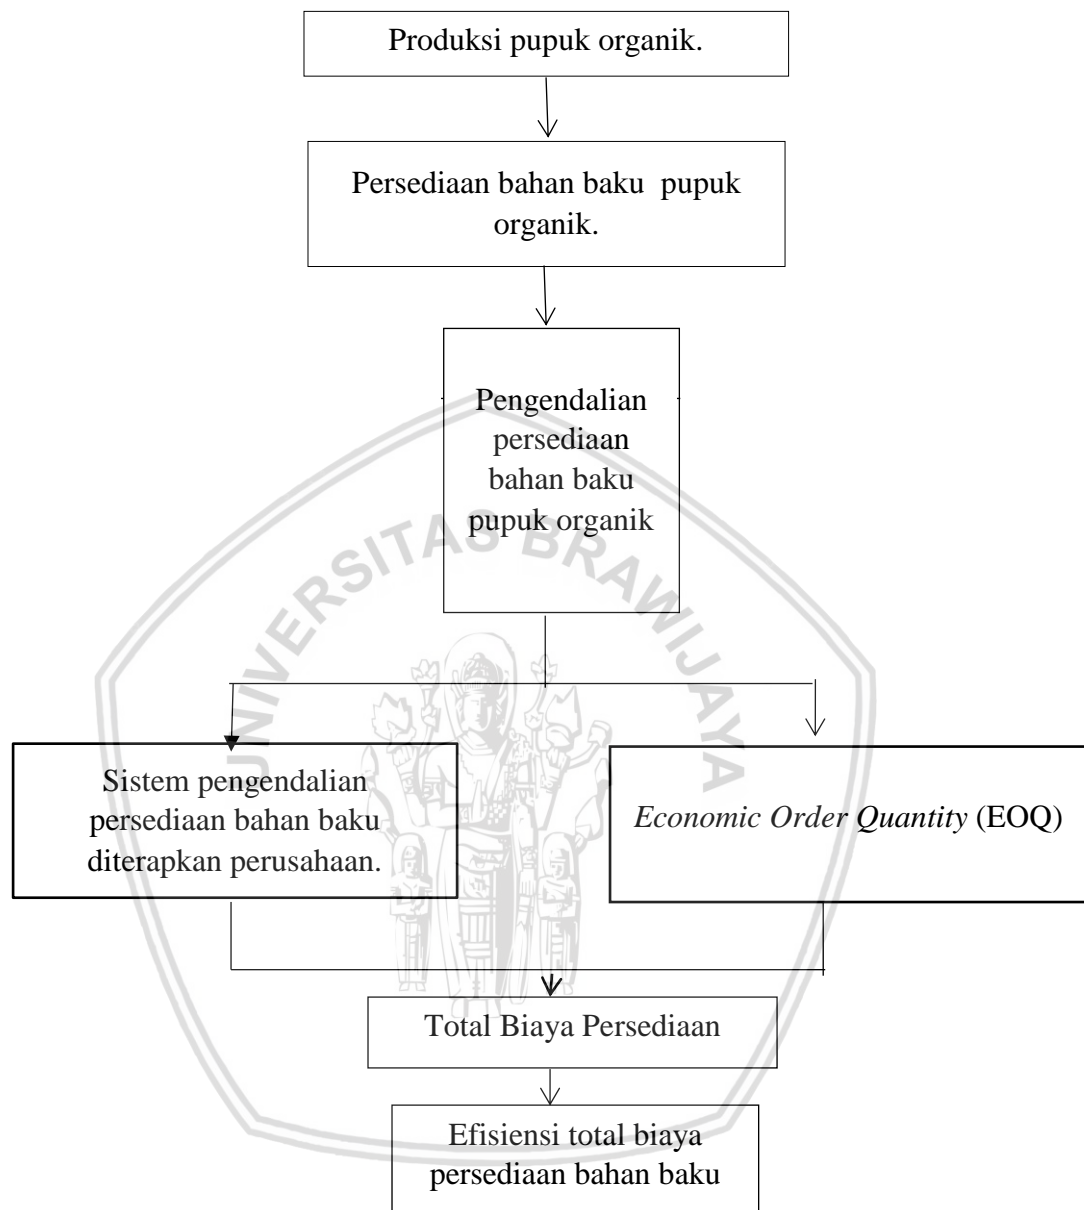 Produksi pupuk organik.
Persediaan bahan baku pupuk
organik.
Pengendalian
persediaan
bahan baku
pupuk organik
UNIVERSITAS BRAWIJAYA
Sistem pengendalian
persediaan bahan baku
diterapkan perusahaan.
Economic Order Quantity (EOQ)
Total Biaya Persediaan
Efisiensi total biaya
persediaan bahan baku